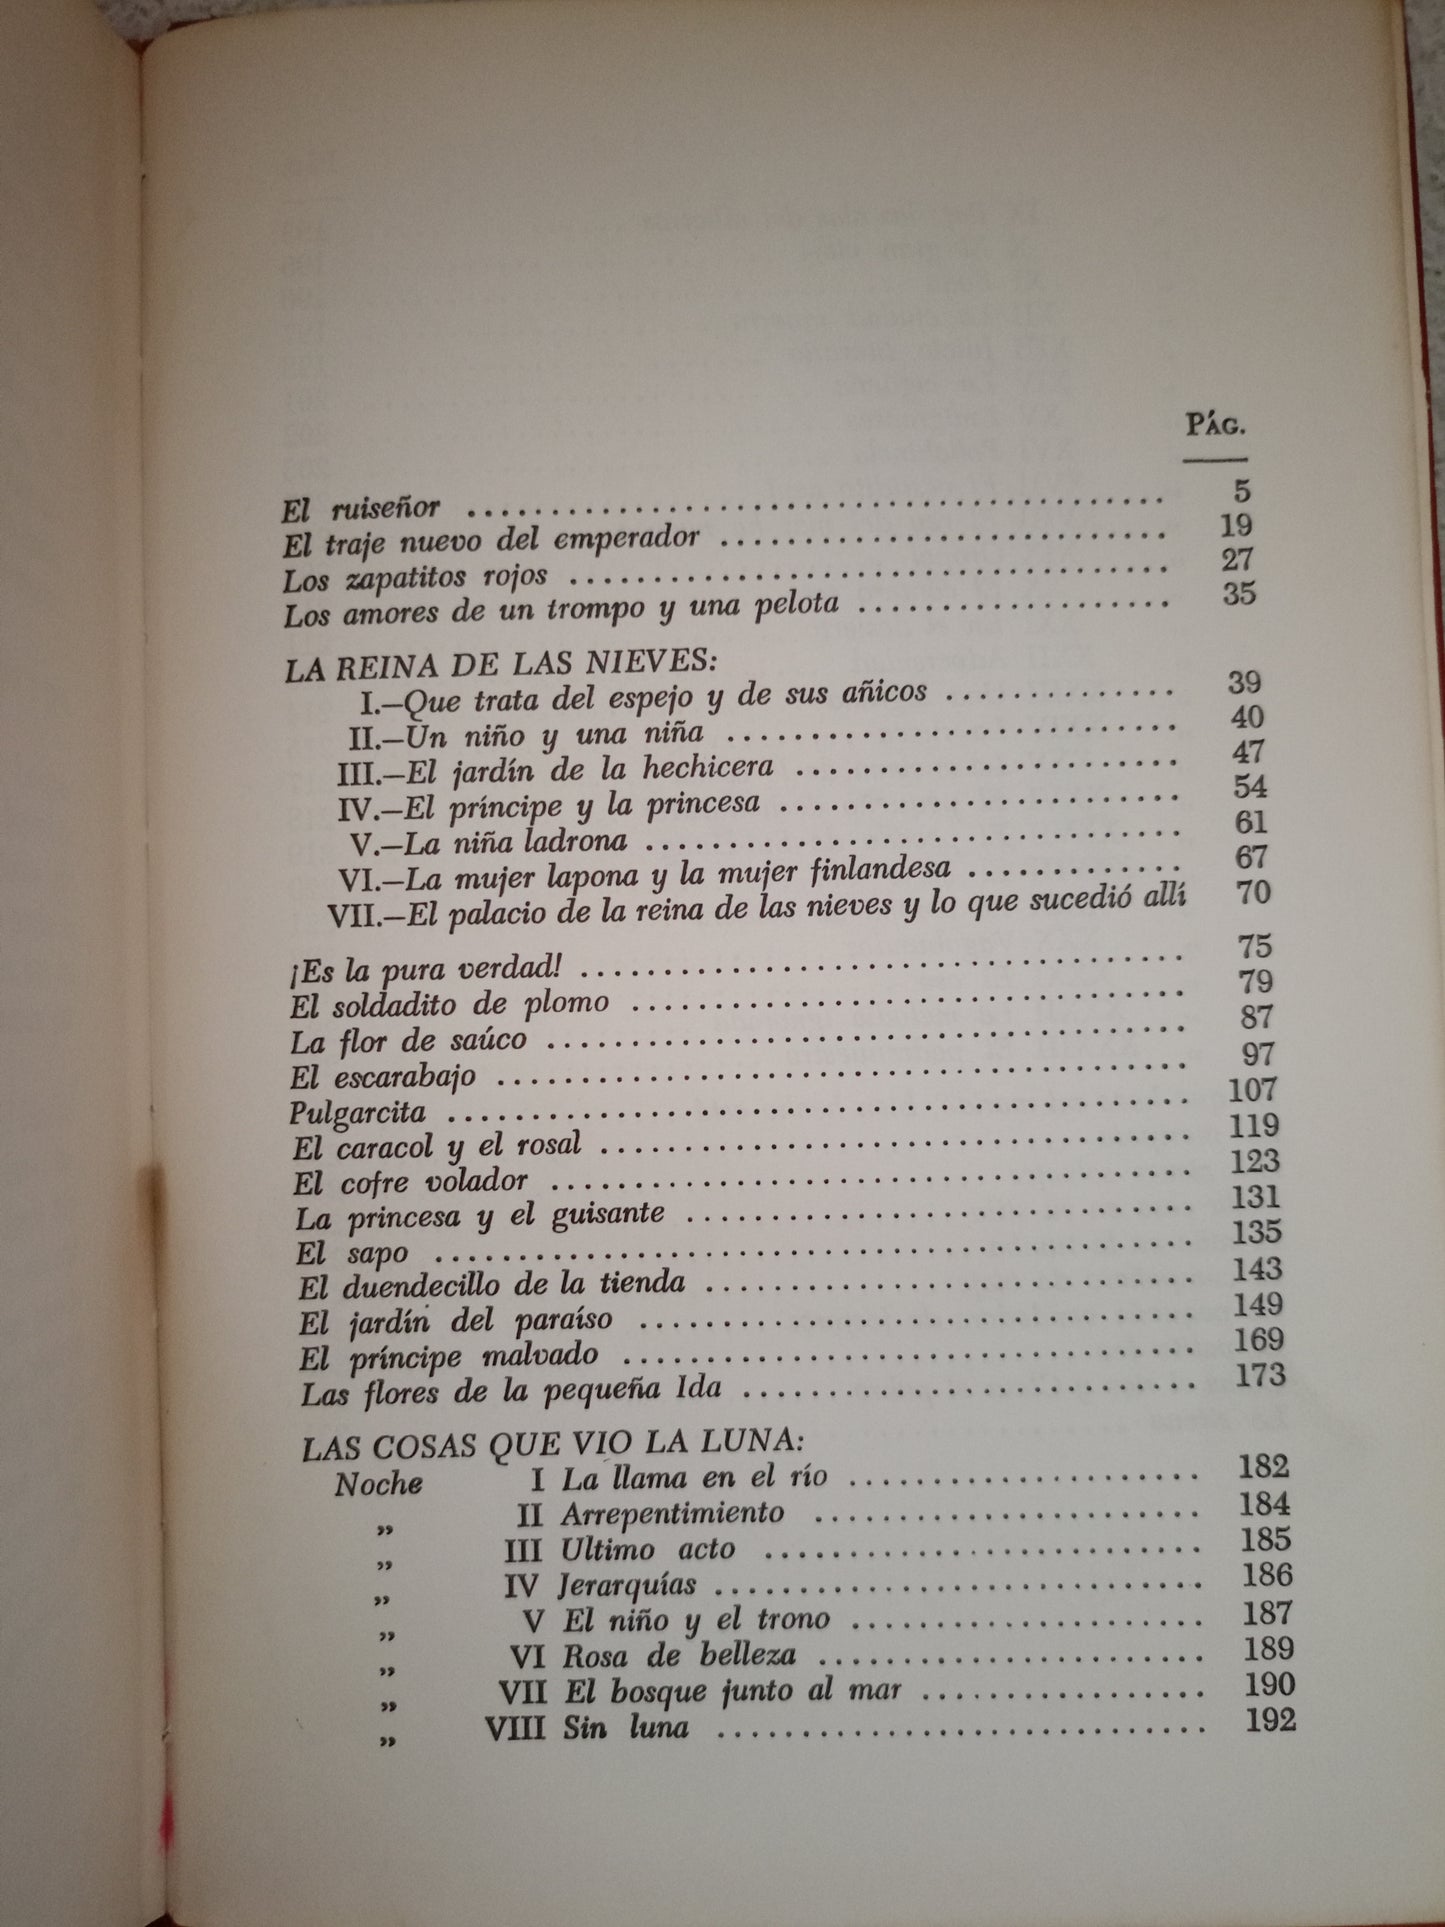 PÁG.
El ruiseñor ........................................ 5
El traje nuevo del emperador ........................... 19
Los zapatitos rojos .................................... 27
Los amores de un trompo y una pelota ................... 35
LA REINA DE LAS NIEVES:
I.—Que trata del espejo y de sus añicos .............. 39
II.—Un niño y una niña ........................... 40
III.—El jardín de la hechicera ....................... 47
IV.—El príncipe y la princesa ........................ 54
V.—La niña ladrona ................................ 61
VI.—La mujer lapona y la mujer finlandesa ............. 67
VII.—El palacio de la reina de las nieves y lo que sucedió allí 70
¡Es la pura verdad! .................................... 75
El soldadito de plomo ................................. 79
La flor de saúco ...................................... 87
El escarabajo ......................................... 97
Pulgarcita ............................................ 107
El caracol y el rosal ................................... 119
El cofre volador ...................................... 123
La princesa y el guisante .............................. 131
El sapo .............................................. 135
El duendecillo de la tienda ............................. 143
El jardín del paraíso ................................. 149
El príncipe malvado .................................. 169
Las flores de la pequeña Ida ........................... 173
LAS COSAS QUE VIO LA LUNA:
Noche I La llama en el río ..................... 182
„ II Arrepentimiento ....................... 184
„ III Ultimo acto .......................... 185
„ IV Jerarquías ............................. 186
„ V El niño y el trono ..................... 187
„ VI Rosa de belleza ....................... 189
„ VII El bosque junto al mar ................. 190
„ VIII Sin luna ............................. 192